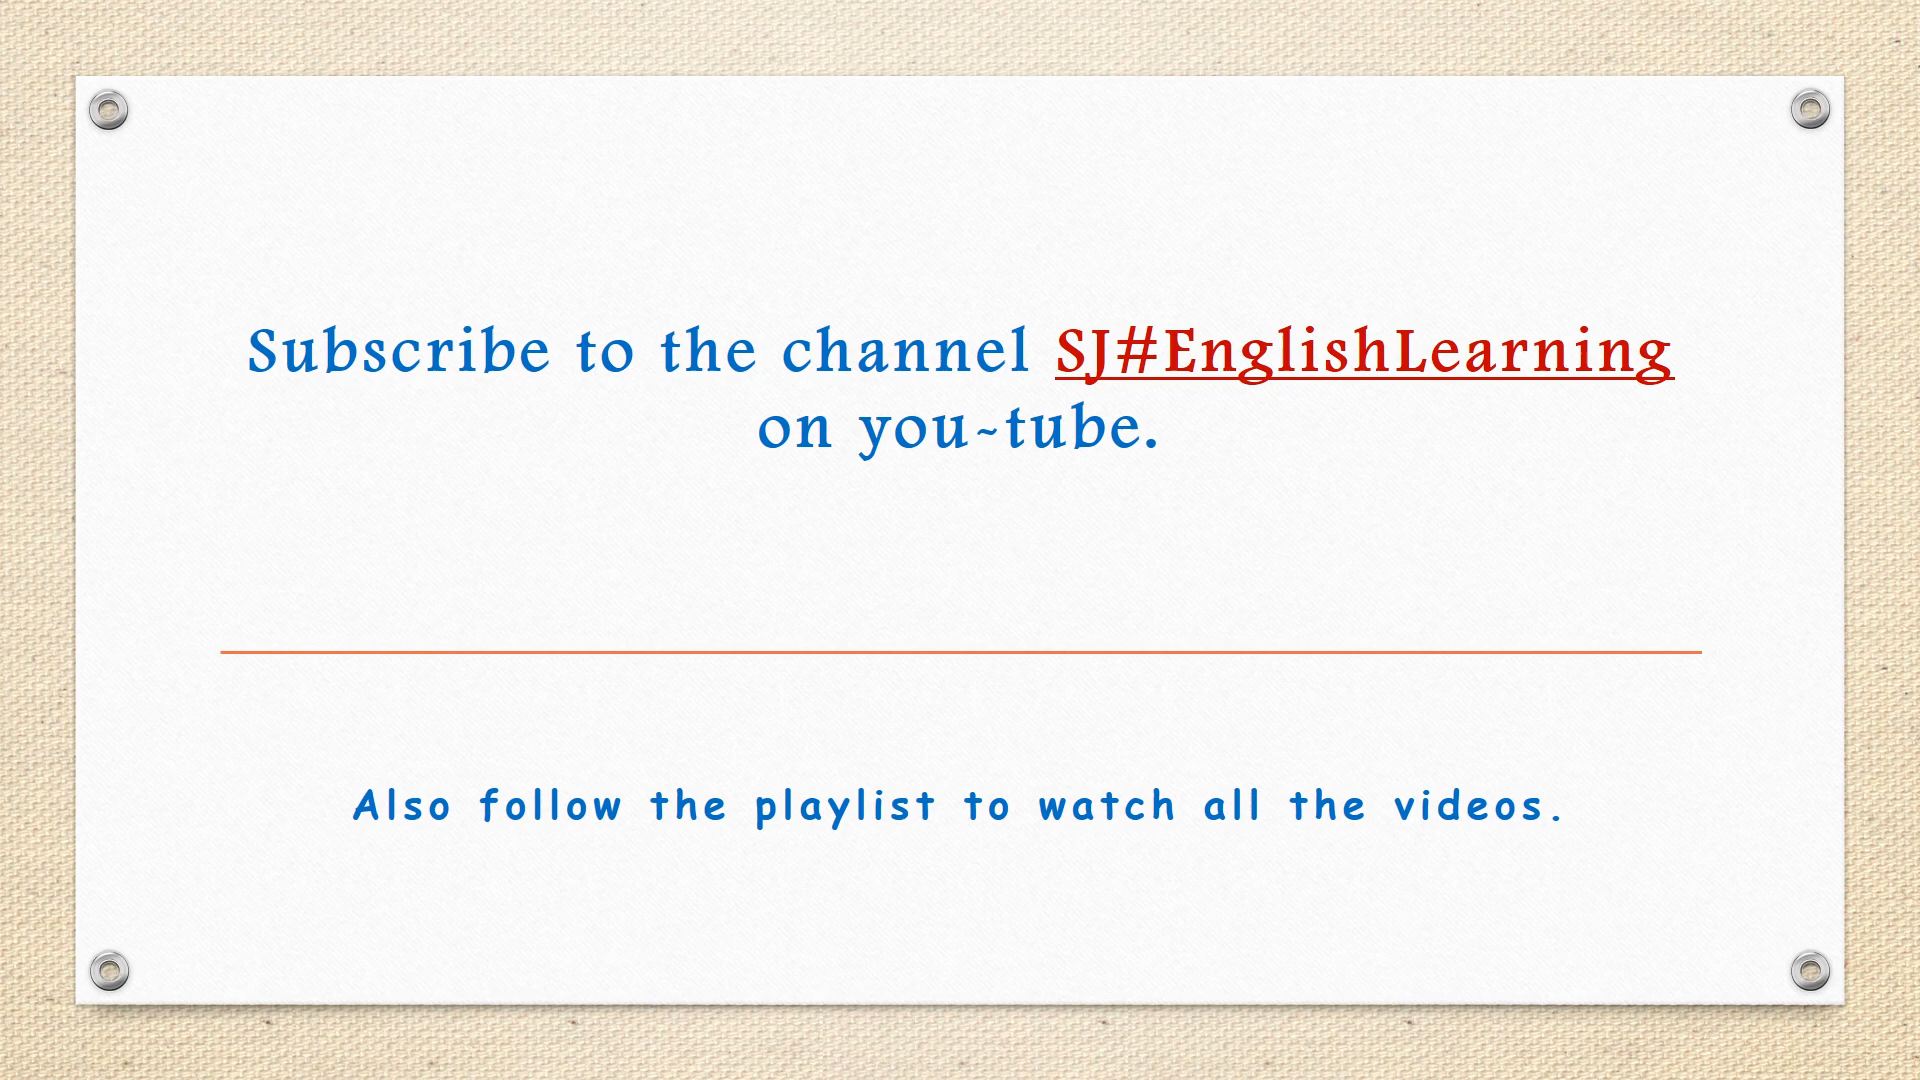 Subscribe to the channel SJ#EnglishLearning
on you-tube.
Also follow the playlist to watch all the videos.